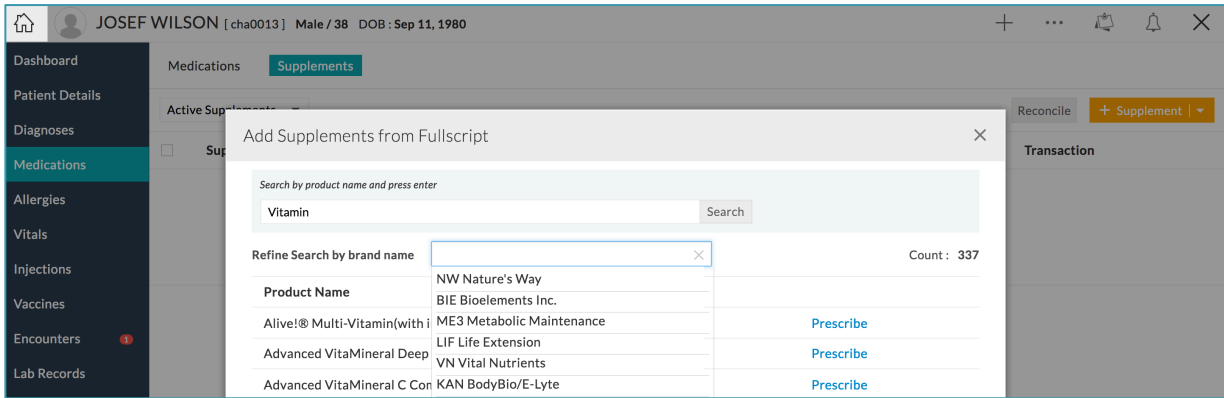 JOSEF WILSON [ cha0013 ] Male / 38 DOB : Sep 11, 1980
Dashboard
Patient Details
Diagnoses
Medications
Allergies
Vitals
Injections
Vaccines
Encounters 1
Lab Records
Medications Supplements
Active Supplements
Reconcile + Supplement
Sup
Transaction
Add Supplements from Fullscript
Search by product name and press enter
Vitamin Search
Refine Search by brand name Count : 337
NW Nature's Way
BIE Bioelements Inc.
ME3 Metabolic Maintenance
LIF Life Extension
VN Vital Nutrients
KAN BodyBio/E-Lyte
Product Name
Alive!® Multi-Vitamin(with i Prescribe
Advanced VitaMineral Deep Prescribe
Advanced VitaMineral C Con Prescribe